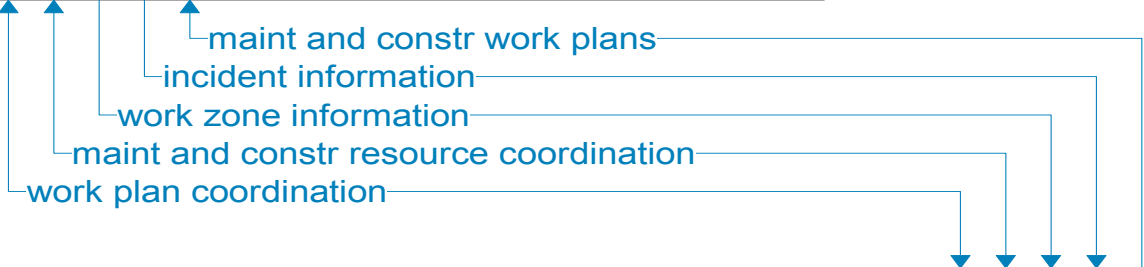 maint and constr work plans
incident information
work zone information
maint and constr resource coordination
work plan coordination